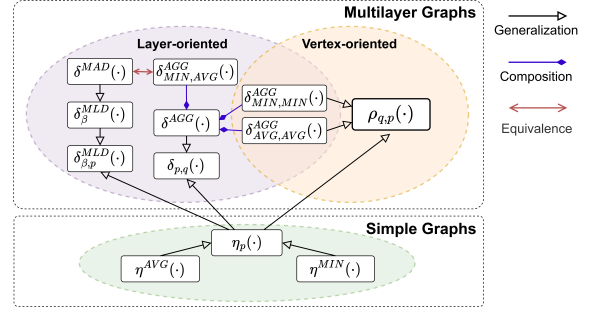 Multilayer Graphs
Layer-oriented
Vertex-oriented
δ^{MAD}(·)
δ^{AGG}_{MIN,AVG}(·)
δ^{MLD}_{β}(·)
δ^{AGG}(·)
δ^{AGG}_{MIN,MIN}(·)
δ^{AGG}_{AVG,AVG}(·)
ρ_{q,p}(·)
δ^{MLD}_{β,p}(·)
δ_{p,q}(·)
Simple Graphs
η_p(·)
η^{AVG}(·)
η^{MIN}(·)
Generalization
Composition
Equivalence